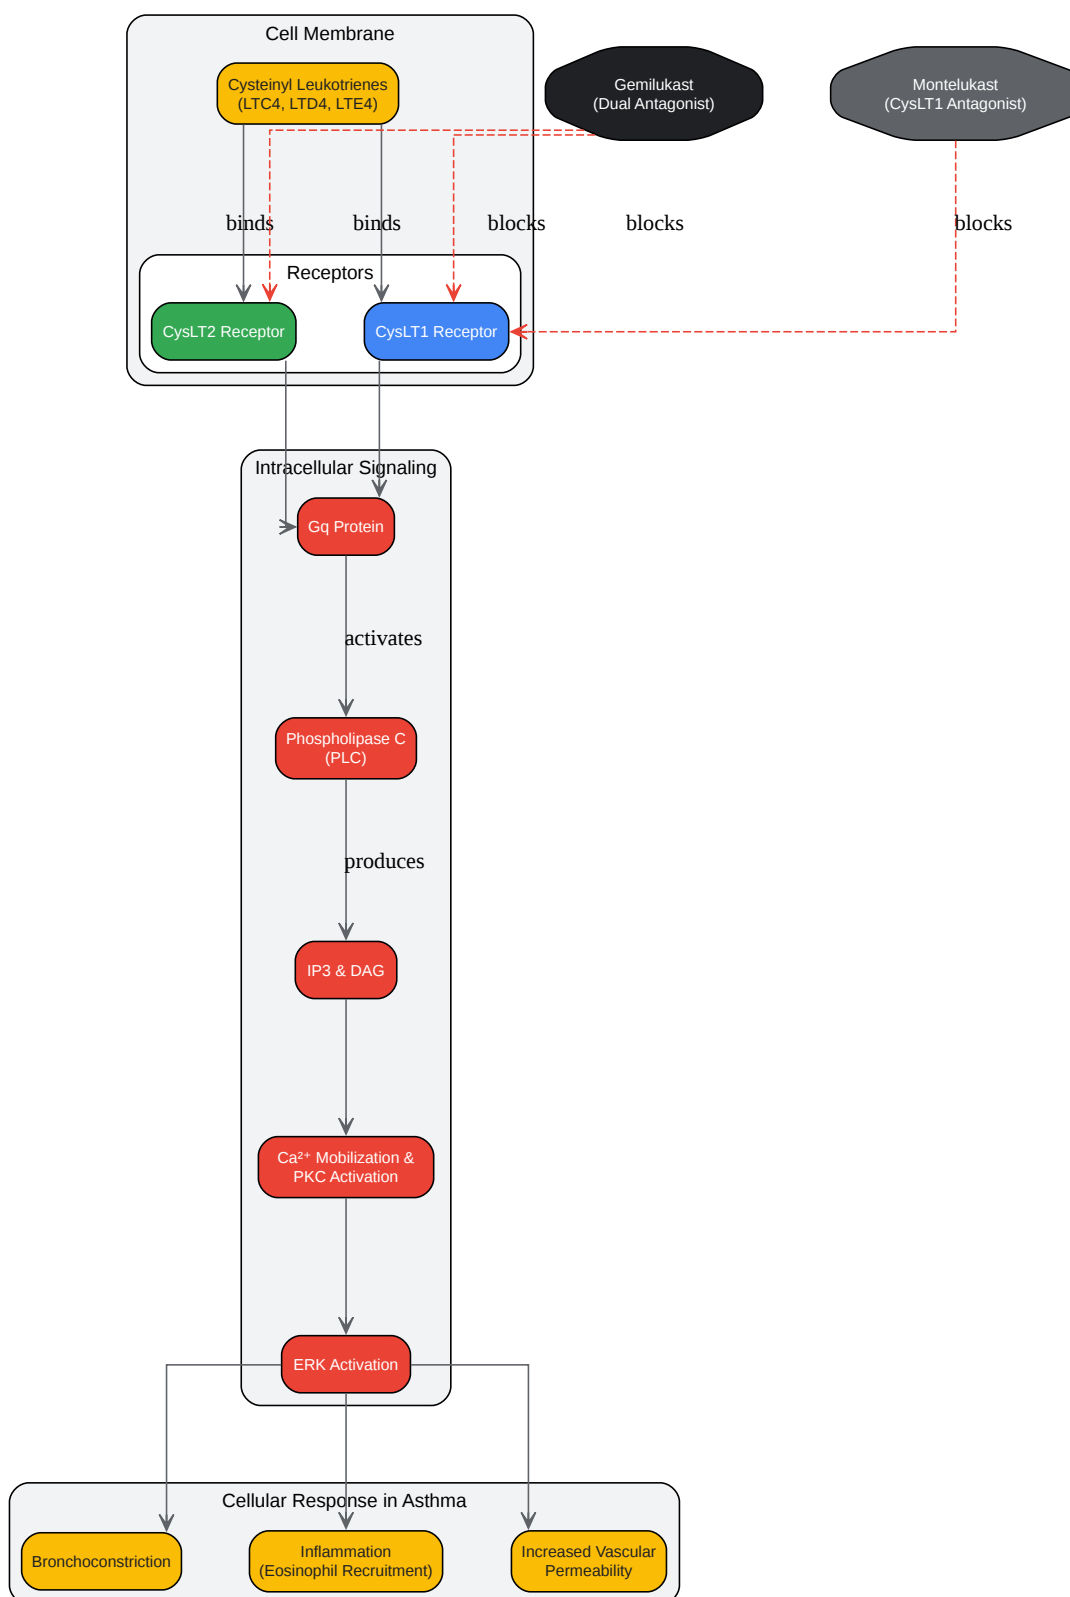 Cell Membrane
Cysteinyl Leukotrienes
(LTC4, LTD4, LTE4)
Gemilukast
(Dual Antagonist)
Montelukast
(CysLT1 Antagonist)
binds
binds
blocks
blocks
blocks
Receptors
CysLT2 Receptor
CysLT1 Receptor
Intracellular Signaling
Gq Protein
activates
Phospholipase C
(PLC)
produces
IP3 & DAG
Ca²⁺ Mobilization &
PKC Activation
ERK Activation
Cellular Response in Asthma
Bronchoconstriction
Inflammation
(Eosinophil Recruitment)
Increased Vascular
Permeability